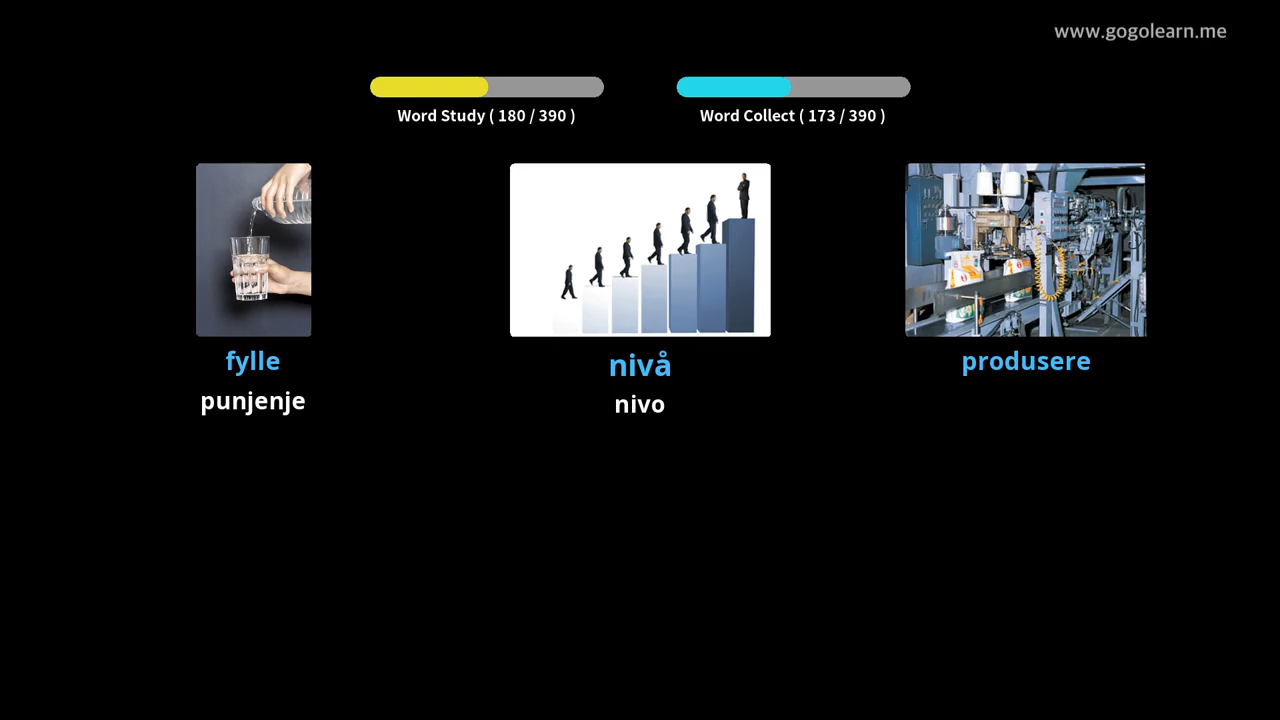 www.gogolearn.me
Word Study ( 180 / 390 )
Word Collect ( 173 / 390 )
fylle
nivå
produsere
punjenje
nivo